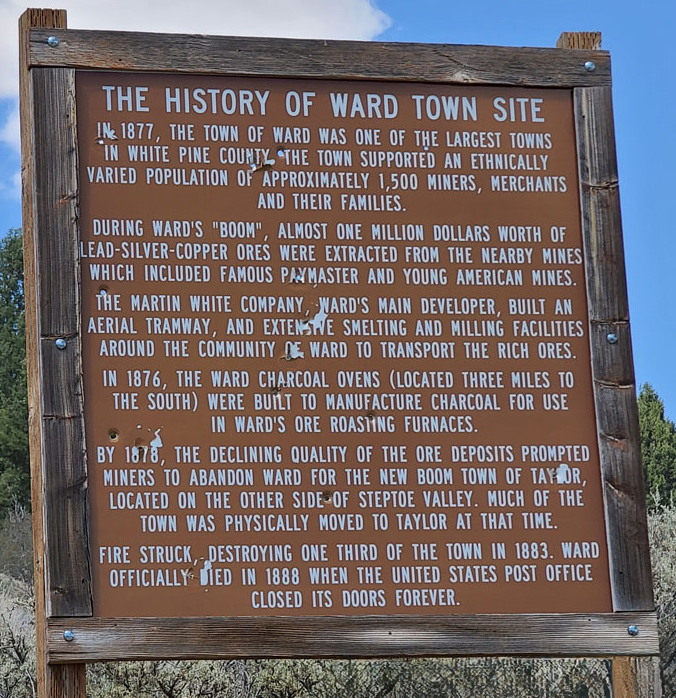 THE HISTORY OF WARD TOWN SITE
IN 1877, THE TOWN OF WARD WAS ONE OF THE LARGEST TOWNS
IN WHITE PINE COUNTY. THE TOWN SUPPORTED AN ETHNICALLY
VARIED POPULATION OF APPROXIMATELY 1,500 MINERS, MERCHANTS
AND THEIR FAMILIES.
DURING WARD'S "BOOM", ALMOST ONE MILLION DOLLARS WORTH OF
LEAD-SILVER-COPPER ORES WERE EXTRACTED FROM THE NEARBY MINES
WHICH INCLUDED FAMOUS PAYMASTER AND YOUNG AMERICAN MINES.
THE MARTIN WHITE COMPANY, WARD'S MAIN DEVELOPER, BUILT AN
AERIAL TRAMWAY, AND EXTENSIVE SMELTING AND MILLING FACILITIES
AROUND THE COMMUNITY OF WARD TO TRANSPORT THE RICH ORES.
IN 1876, THE WARD CHARCOAL OVENS (LOCATED THREE MILES TO
THE SOUTH) WERE BUILT TO MANUFACTURE CHARCOAL FOR USE
IN WARD'S ORE ROASTING FURNACES.
BY 1878, THE DECLINING QUALITY OF THE ORE DEPOSITS PROMPTED
MINERS TO ABANDON WARD FOR THE NEW BOOM TOWN OF TAYLOR,
LOCATED ON THE OTHER SIDE OF STEPTOE VALLEY. MUCH OF THE
TOWN WAS PHYSICALLY MOVED TO TAYLOR AT THAT TIME.
FIRE STRUCK, DESTROYING ONE THIRD OF THE TOWN IN 1883. WARD
OFFICIALLY DIED IN 1888 WHEN THE UNITED STATES POST OFFICE
CLOSED ITS DOORS FOREVER.